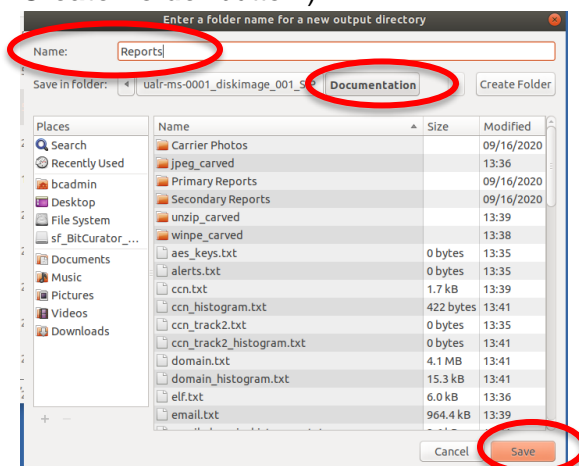 Enter a folder name for a new output directory
Name: Reports
Save in folder: ualr-ms-0001_diskimage_001_SIP Documentation Create Folder
Places Name Size Modified
Search Carrier Photos 09/16/2020
Recently Used jpeg_carved 13:36
bcadmin Primary Reports 09/16/2020
Desktop Secondary Reports 09/16/2020
File System unzip_carved 13:39
sf_BitCurator_... winpe_carved 13:38
Documents aes_keys.txt 0 bytes 13:35
Music alerts.txt 0 bytes 13:35
Pictures ccn.txt 1.7 kB 13:39
Videos ccn_histogram.txt 422 bytes 13:41
Downloads ccn_track2.txt 0 bytes 13:35
ccn_track2_histogram.txt 0 bytes 13:41
domain.txt 4.1 MB 13:41
domain_histogram.txt 15.3 kB 13:41
elf.txt 6.0 kB 13:36
email.txt 964.4 kB 13:39
+ −
Cancel Save